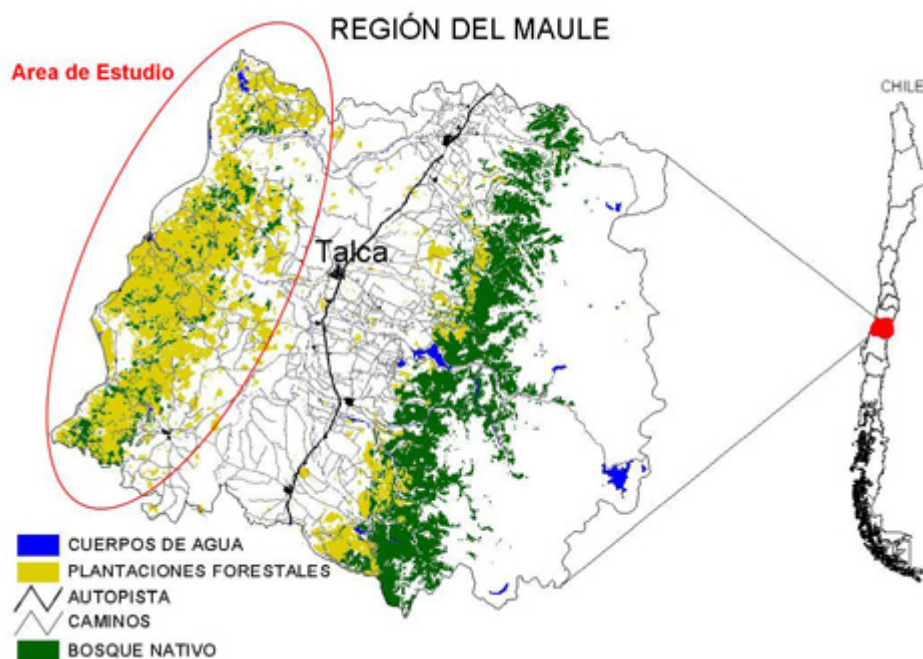 REGIÓN DEL MAULE
Area de Estudio
CHILE
Talca
CUERPOS DE AGUA
PLANTACIONES FORESTALES
AUTOPISTA
CAMINOS
BOSQUE NATIVO